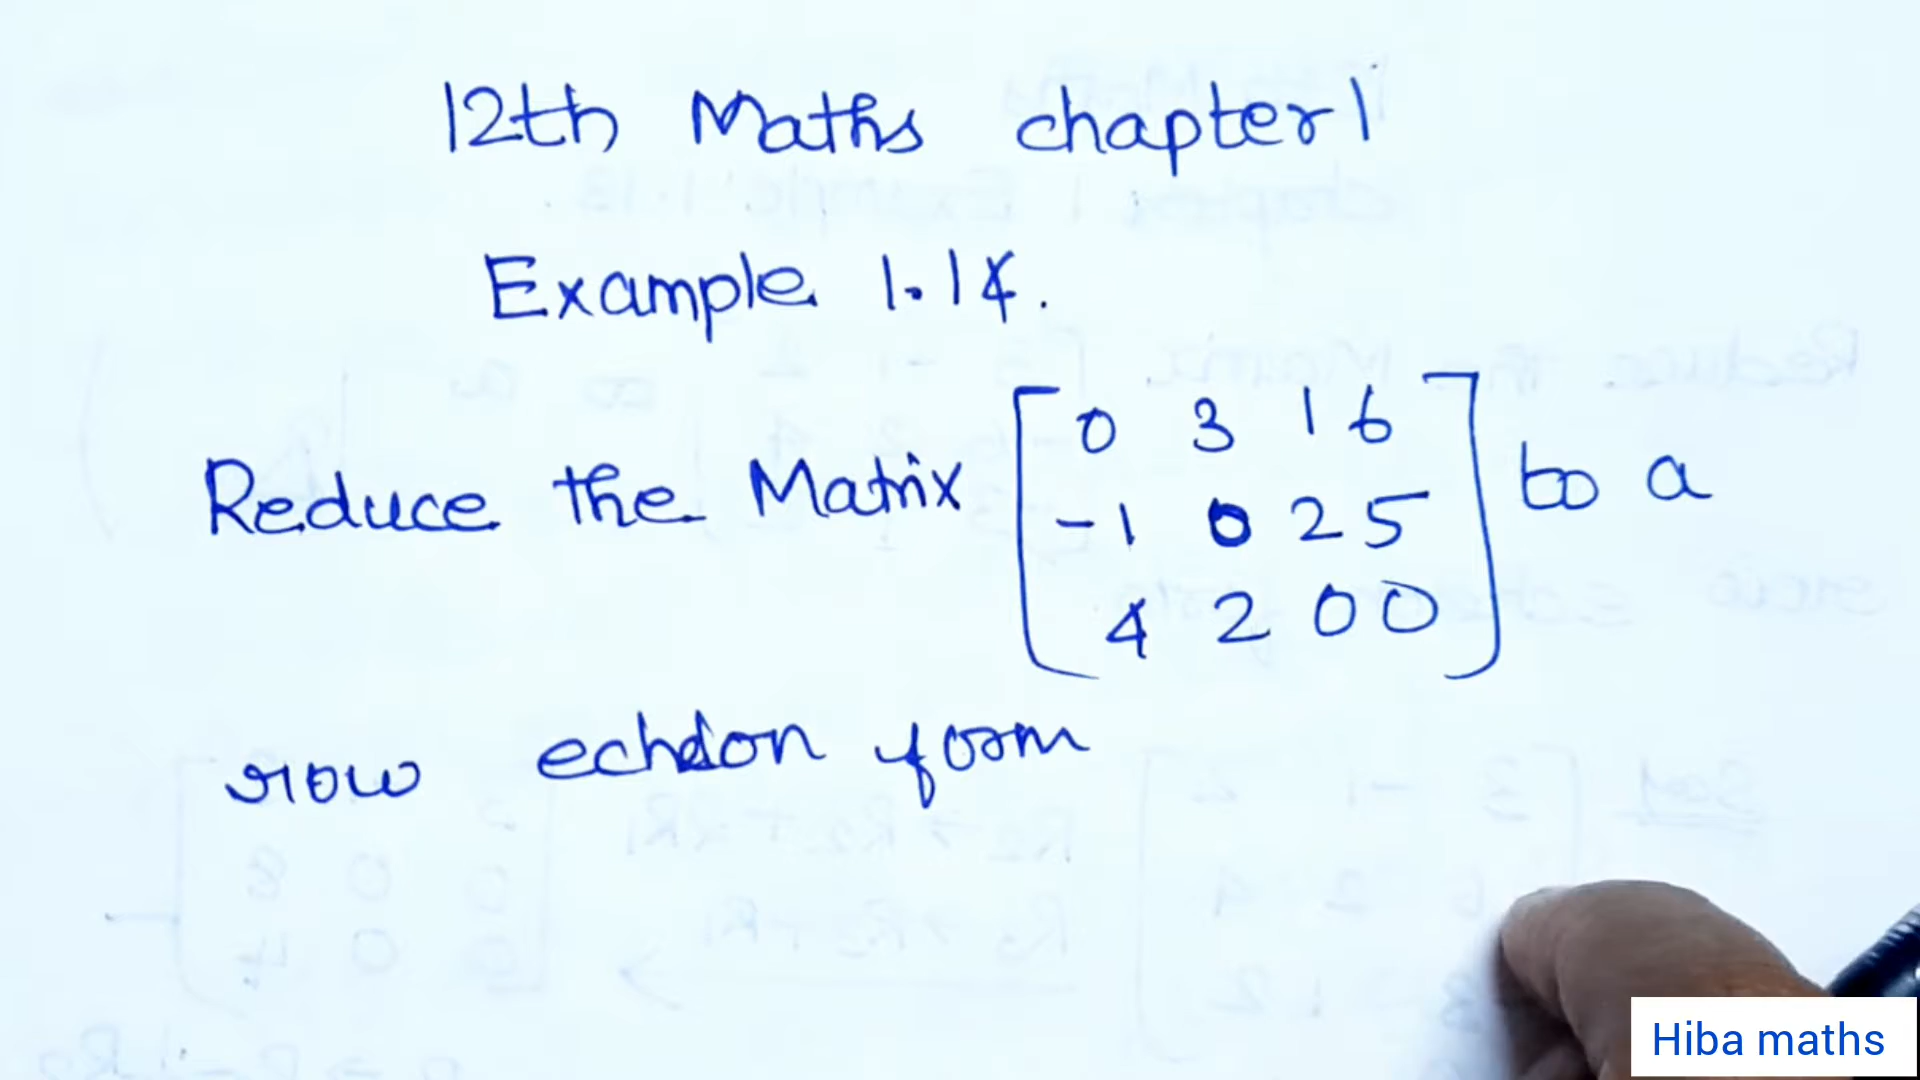 12th Maths chapter 1
Example 1.14.
Reduce the Matrix [0 3 1 6
-1 0 2 5
4 2 0 0] to a
row echelon form
Hiba maths